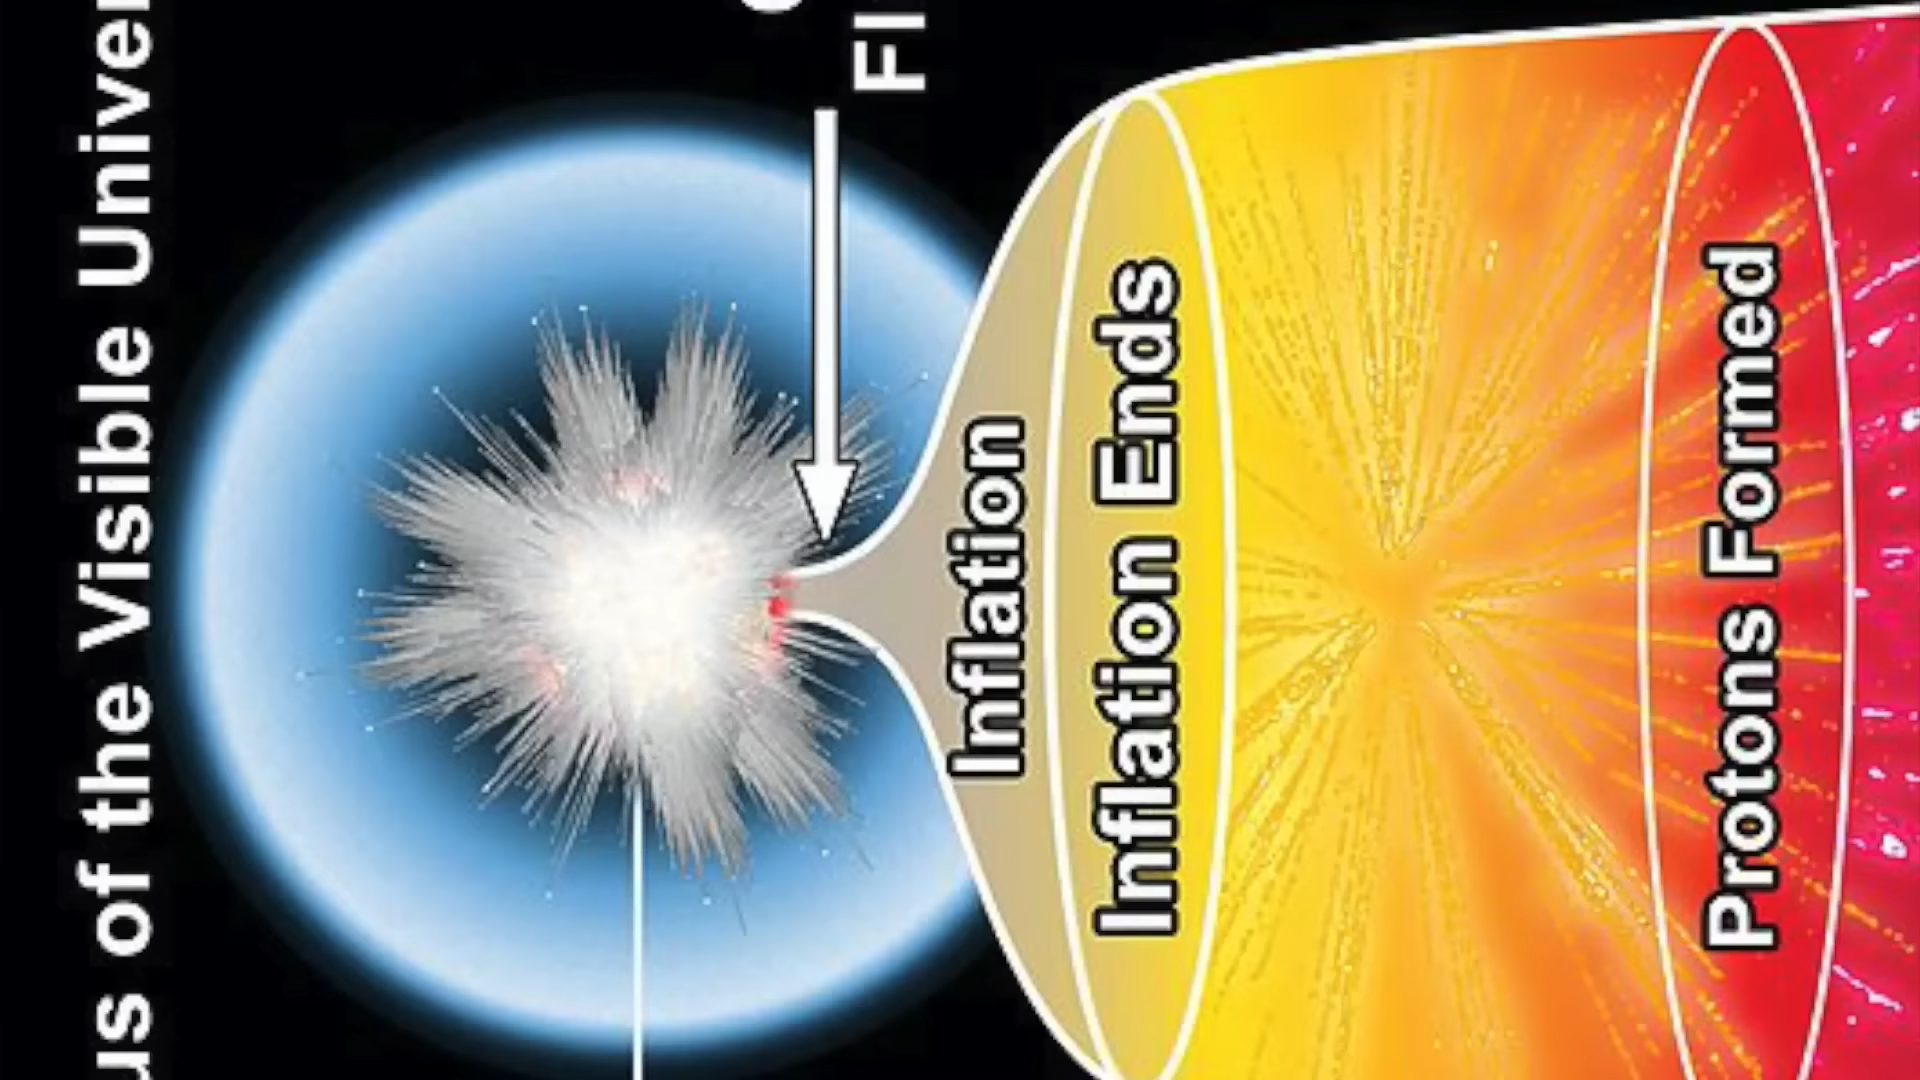 us of the Visible Univer
Fl
Inflation
Inflation Ends
Protons Formed